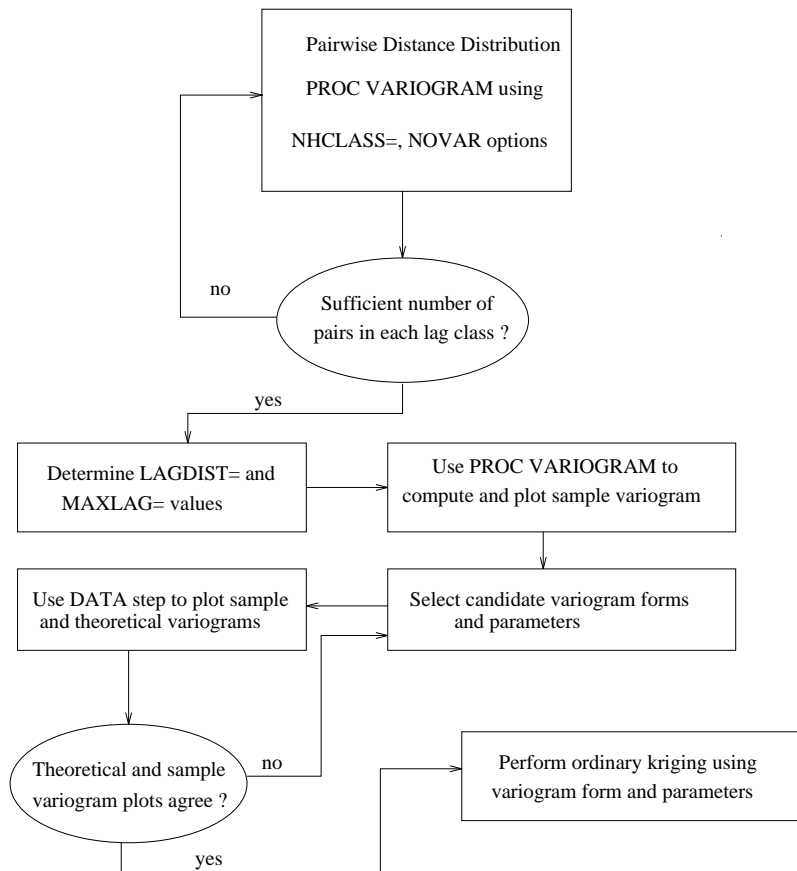 Pairwise Distance Distribution
PROC VARIOGRAM using
NHCLASS=, NOVAR options
no
Sufficient number of
pairs in each lag class ?
yes
Determine LAGDIST= and
MAXLAG= values
Use PROC VARIOGRAM to
compute and plot sample variogram
Use DATA step to plot sample
and theoretical variograms
Select candidate variogram forms
and parameters
no
Theoretical and sample
variogram plots agree ?
Perform ordinary kriging using
variogram form and parameters
yes